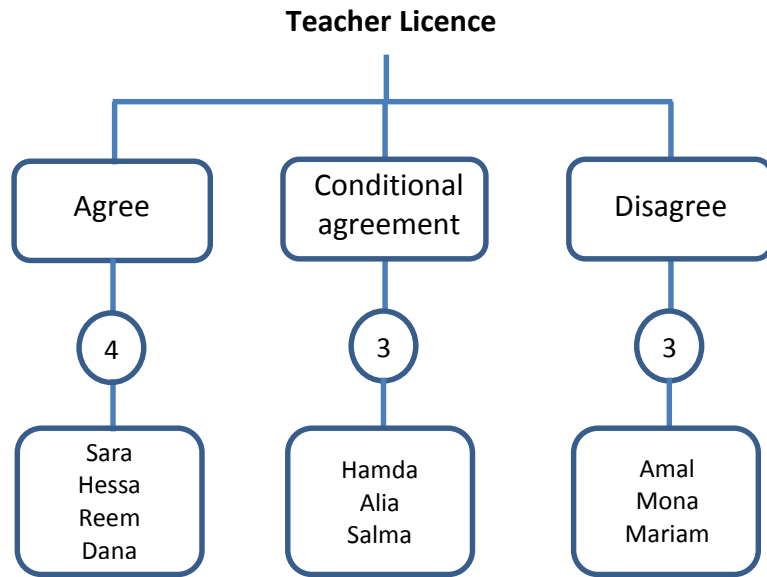 Teacher Licence
Agree
Conditional
agreement
Disagree
4
3
3
Sara
Hessa
Reem
Dana
Hamda
Alia
Salma
Amal
Mona
Mariam